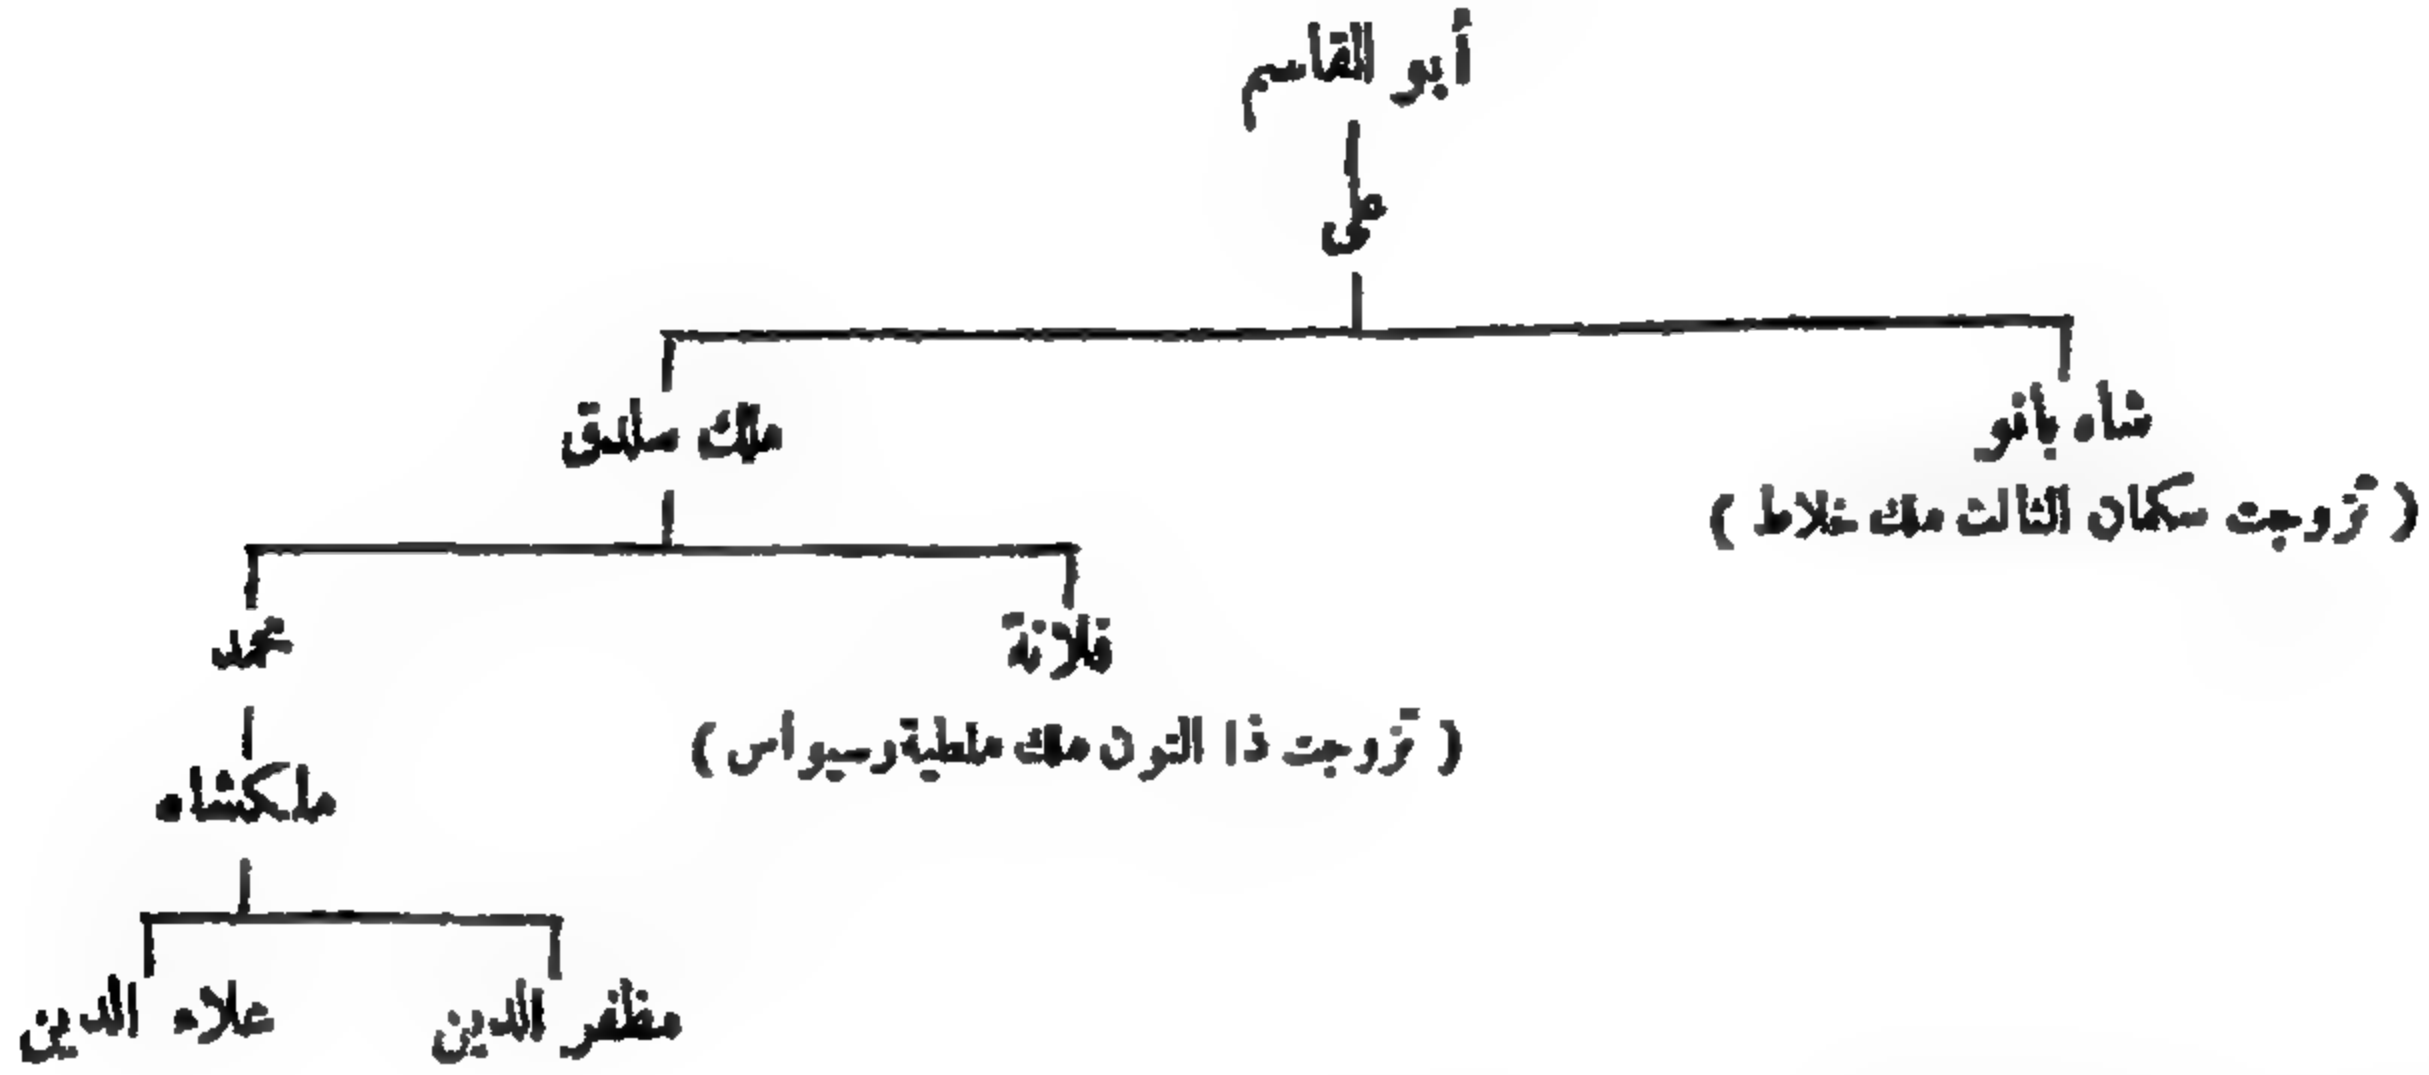 أبو القاسم
على
شاه بانو
ملك سلدق
(تزوجت سكمان الثالث ملك خلاط)
فلانة
محمد
(تزوجت ذا النون ملك ملطية وسيواس)
ملكشاه
مظفر الدين
علاء الدين